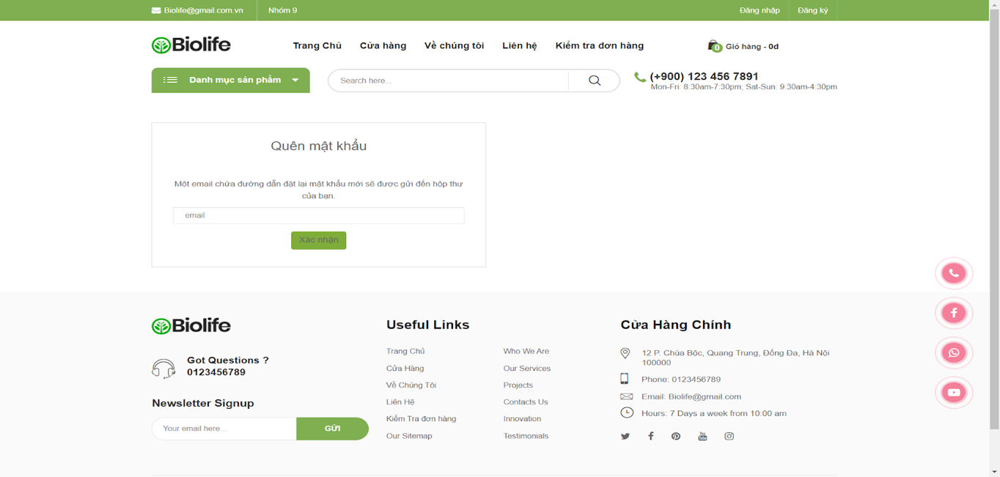 Biolife@gmail.com.vn
Nhóm 9
Đăng nhập
Đăng ký
Biolife
Trang Chủ
Cửa hàng
Về chúng tôi
Liên hệ
Kiểm tra đơn hàng
0
Giỏ hàng - 0đ
Danh mục sản phẩm
Search here...
(+900) 123 456 7891
Mon-Fri: 8:30am-7:30pm; Sat-Sun: 9:30am-4:30pm
Quên mật khẩu
Một email chứa đường dẫn đặt lại mật khẩu mới sẽ được gửi đến hộp thư
của bạn.
email
Xác nhận
Biolife
Got Questions ?
0123456789
Newsletter Signup
Your email here...
GỬI
Useful Links
Trang Chủ
Cửa Hàng
Về Chúng Tôi
Liên Hệ
Kiểm Tra đơn hàng
Our Sitemap
Who We Are
Our Services
Projects
Contacts Us
Innovation
Testimonials
Cửa Hàng Chính
12 P. Chùa Bộc, Quang Trung, Đống Đa, Hà Nội
100000
Phone: 0123456789
Email: Biolife@gmail.com
Hours: 7 Days a week from 10:00 am